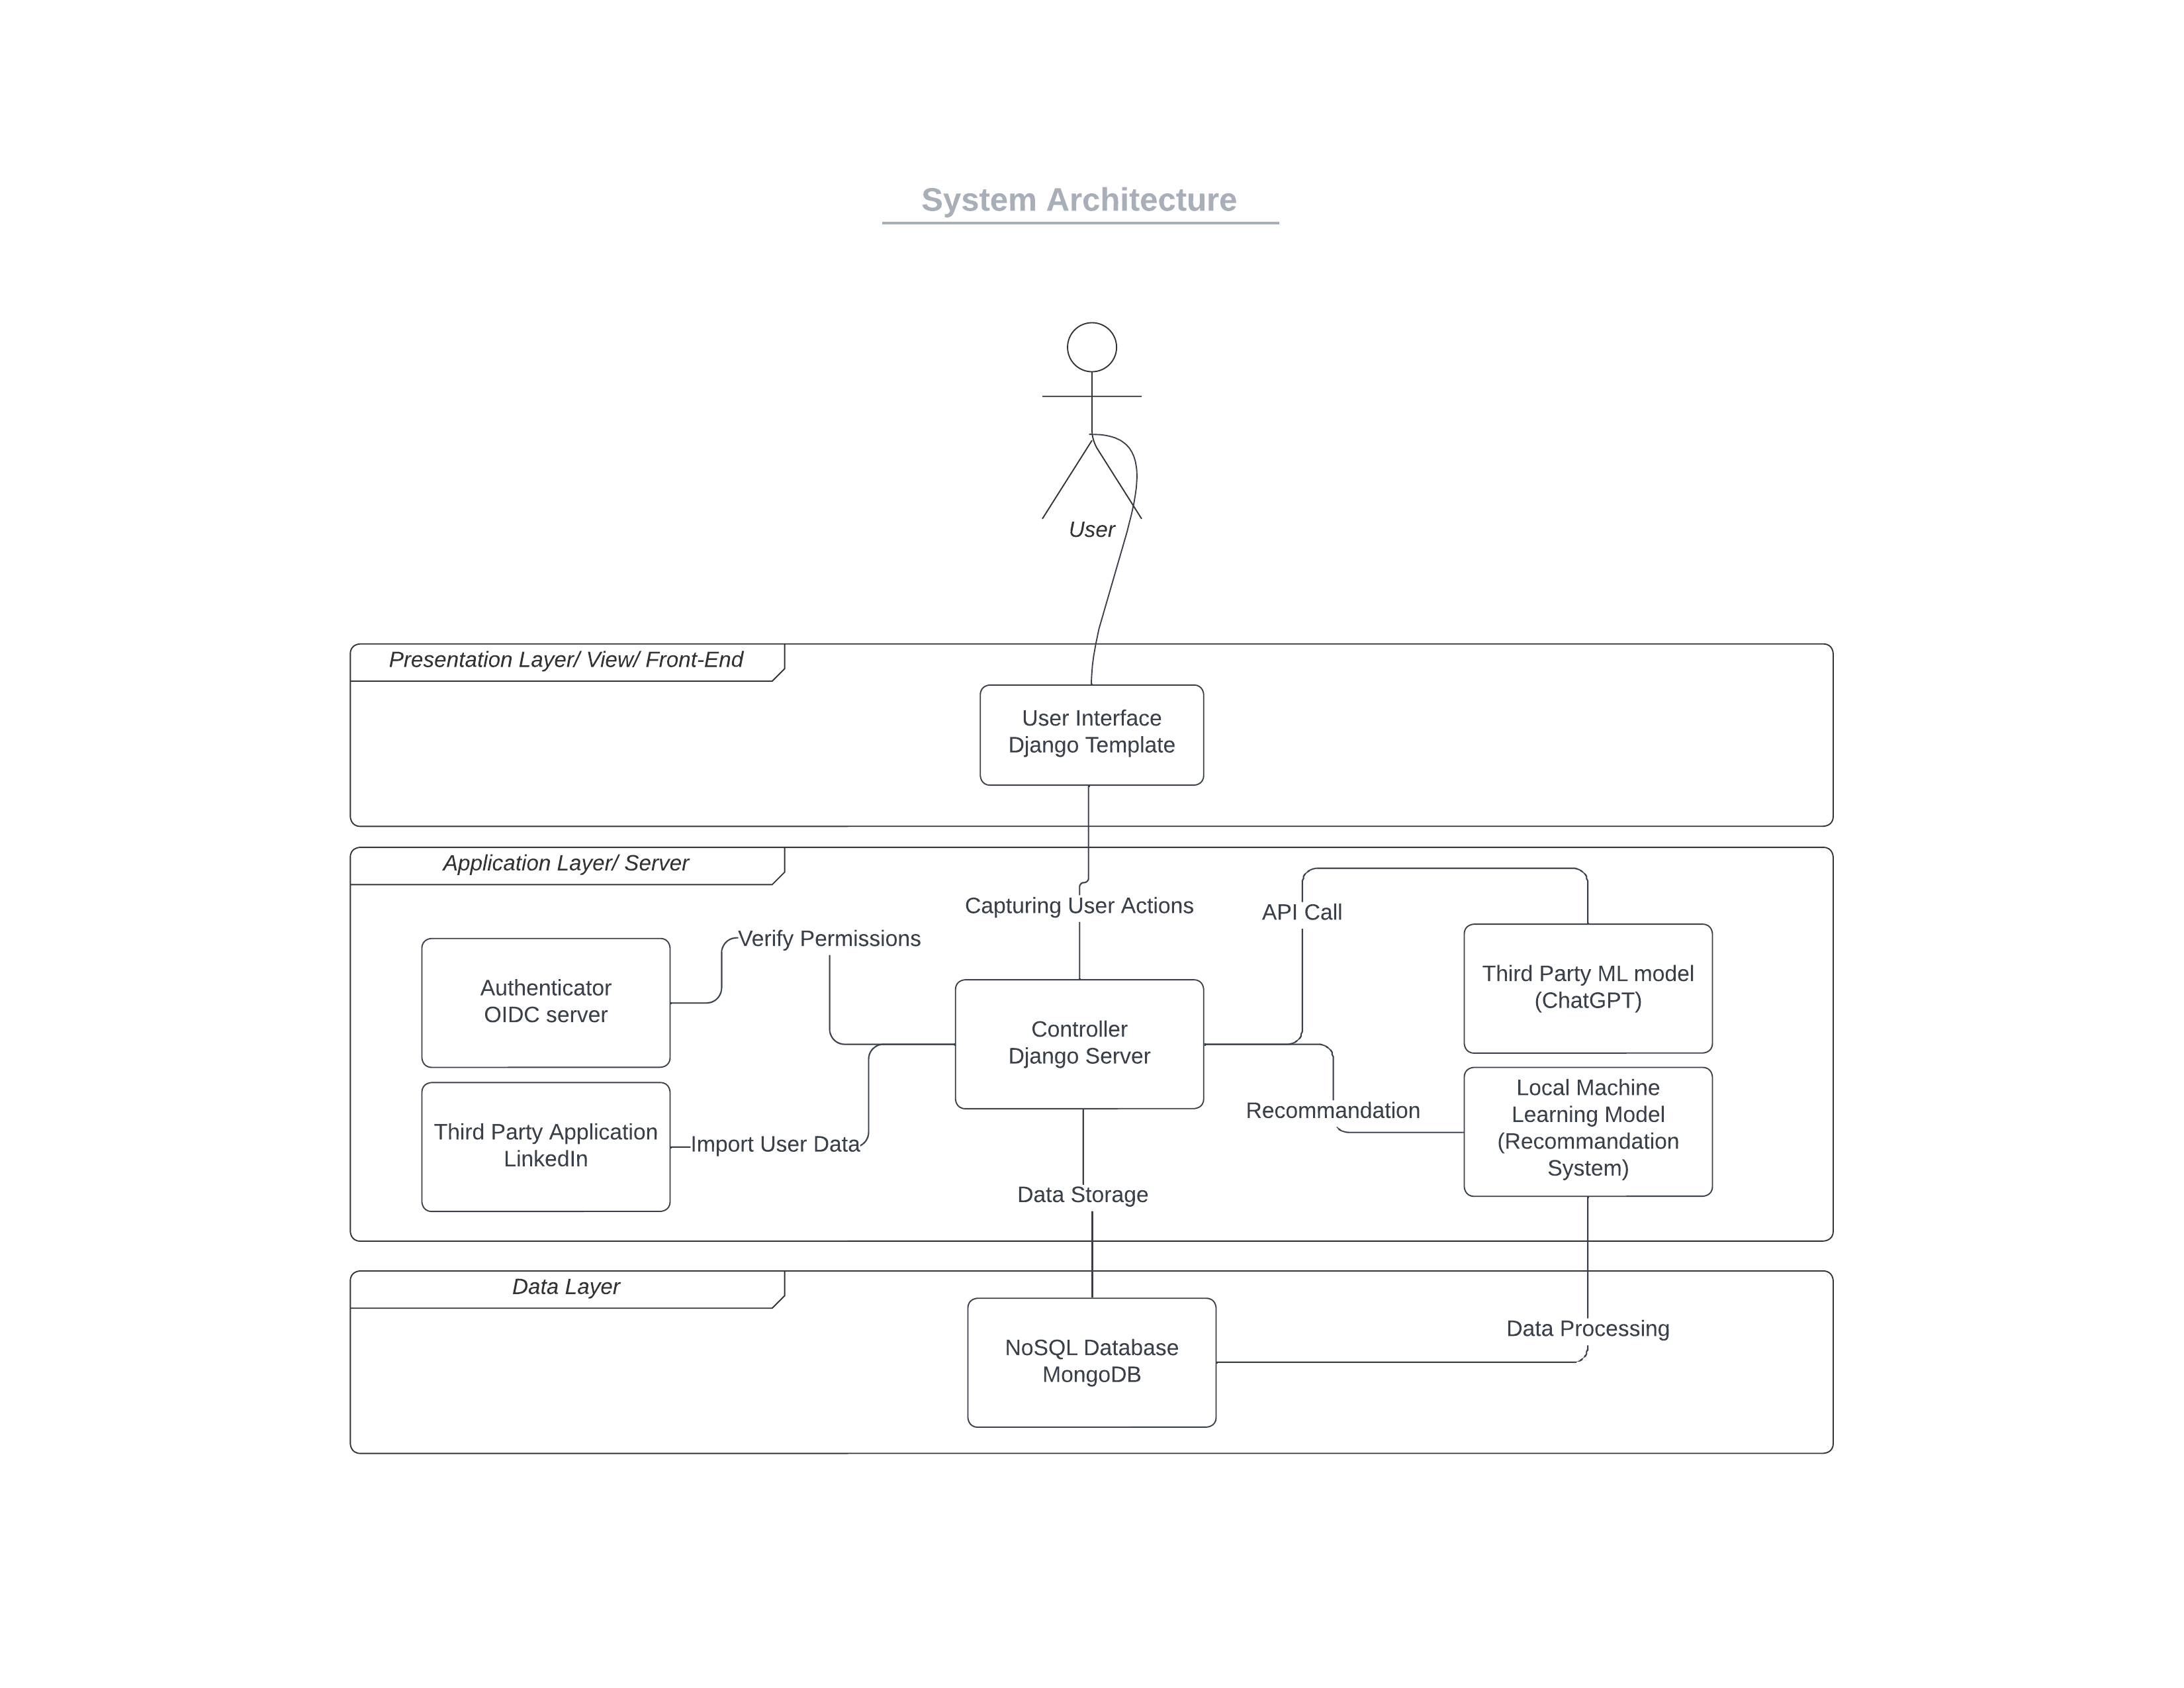 System Architecture
User
Presentation Layer/ View/ Front-End
User Interface
Django Template
Application Layer/ Server
Capturing User Actions
API Call
Verify Permissions
Authenticator
OIDC server
Controller
Django Server
Third Party ML model
(ChatGPT)
Third Party Application
LinkedIn
Import User Data
Recommandation
Local Machine
Learning Model
(Recommandation
System)
Data Storage
Data Layer
NoSQL Database
MongoDB
Data Processing